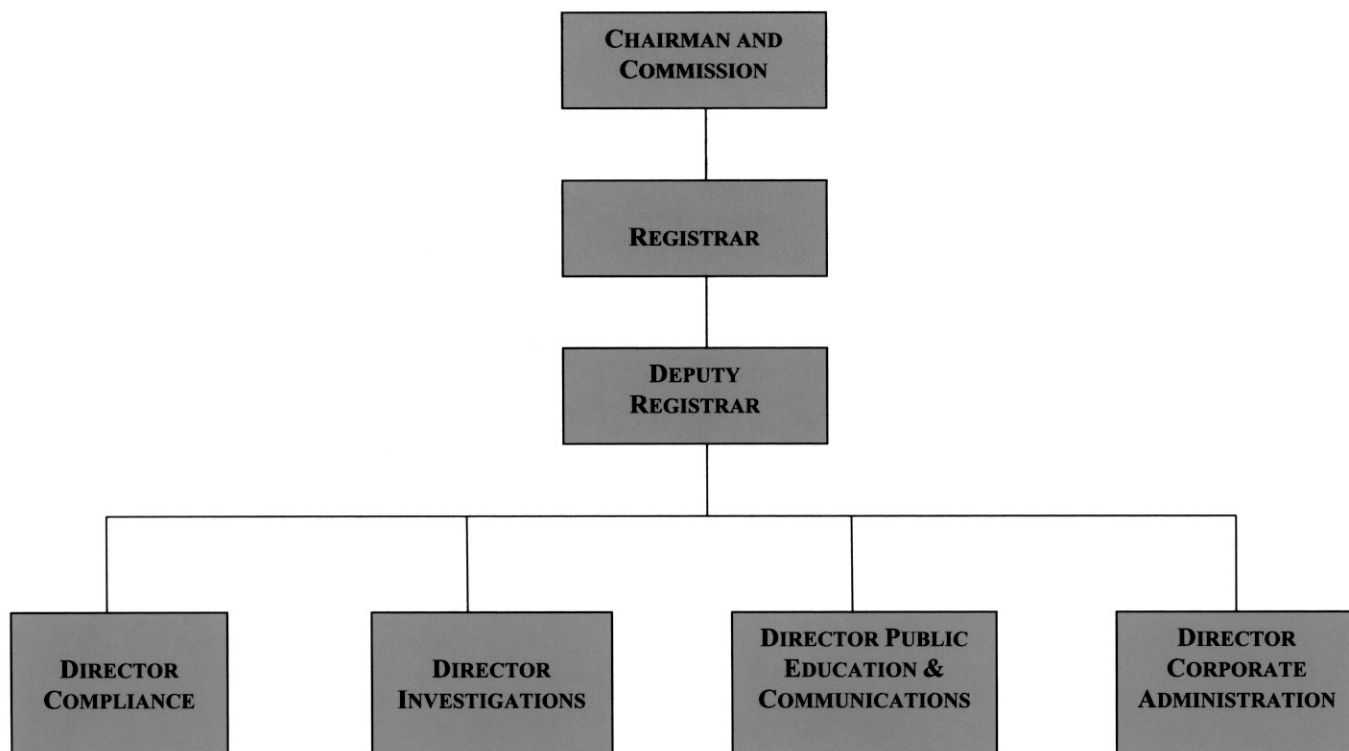 CHAIRMAN AND
COMMISSION
REGISTRAR
DEPUTY
REGISTRAR
DIRECTOR
COMPLIANCE
DIRECTOR
INVESTIGATIONS
DIRECTOR PUBLIC
EDUCATION &
COMMUNICATIONS
DIRECTOR
CORPORATE
ADMINISTRATION